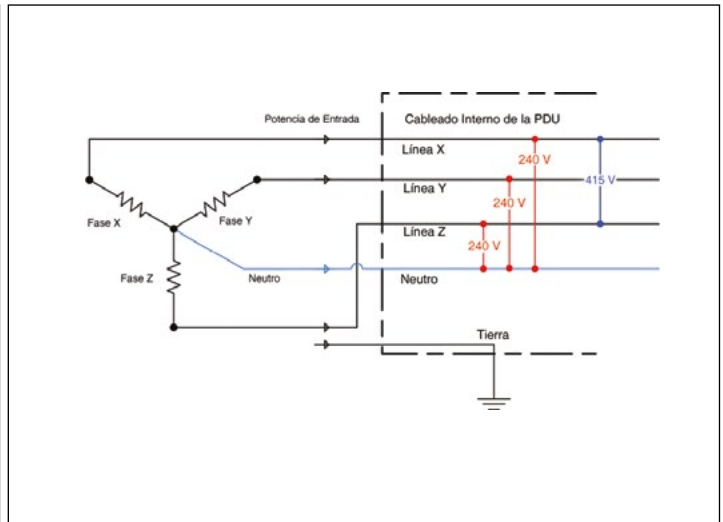 Potencia de Entrada
Cableado Interno de la PDU
Línea X
240 V
Línea Y
415 V
Fase X
Fase Y
240 V
Línea Z
240 V
Fase Z
Neutro
Neutro
Tierra